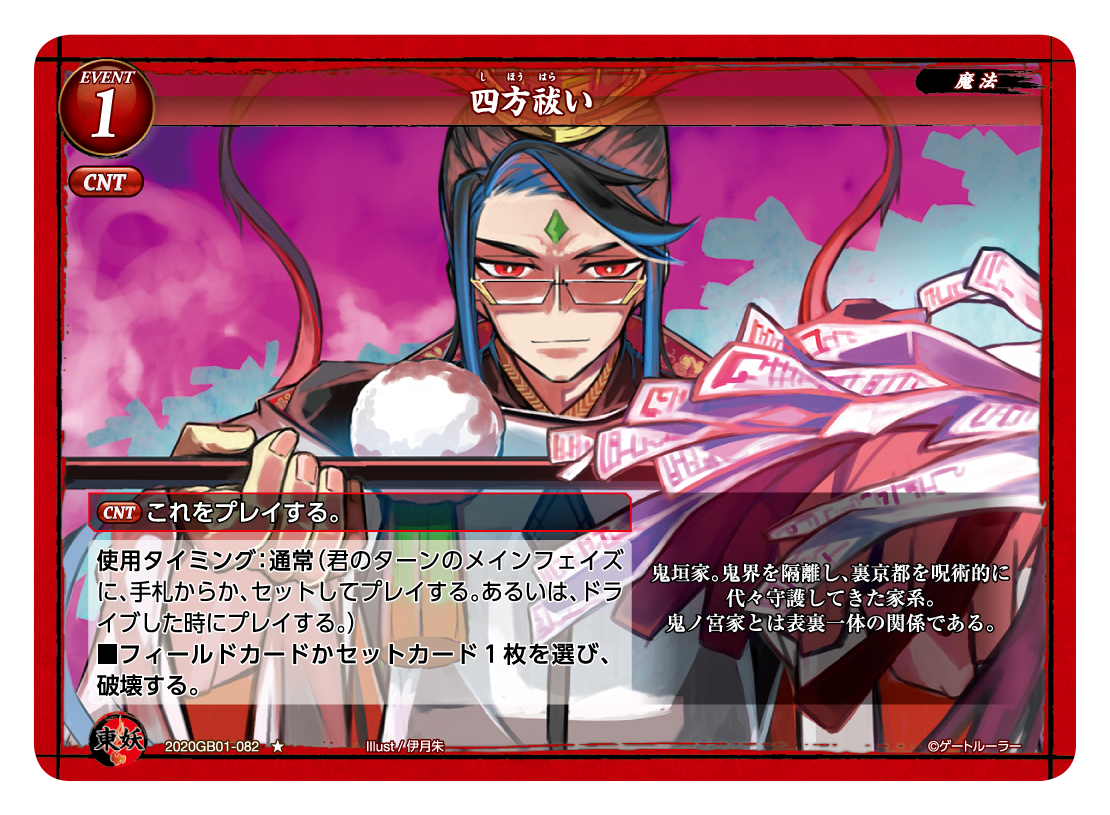 EVENT
1
し ほう はら
四方祓い
魔法
CNT
CNT これをプレイする。
使用タイミング:通常(君のターンのメインフェイズ
に、手札からか、セットしてプレイする。あるいは、ドラ
イブした時にプレイする。)
■フィールドカードかセットカード1枚を選び、
破壊する。
鬼垣家。鬼界を隔離し、裏京都を呪術的に
代々守護してきた家系。
鬼ノ宮家とは表裏一体の関係である。
東妖
2020GB01-082 ★
Illust/伊月朱
©ゲートルーラー